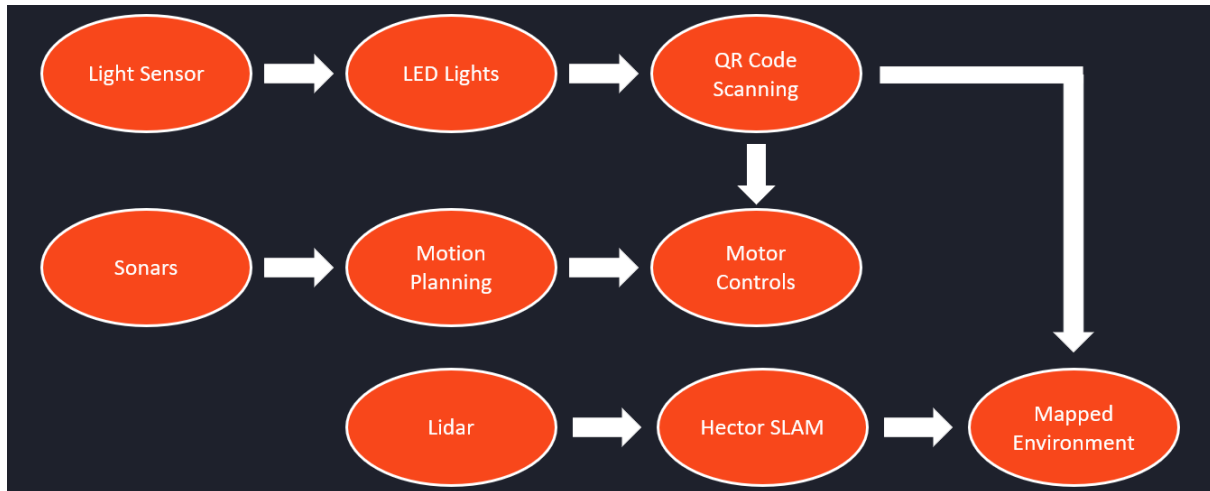 Light Sensor
LED Lights
QR Code
Scanning
Sonars
Motion
Planning
Motor
Controls
Lidar
Hector SLAM
Mapped
Environment